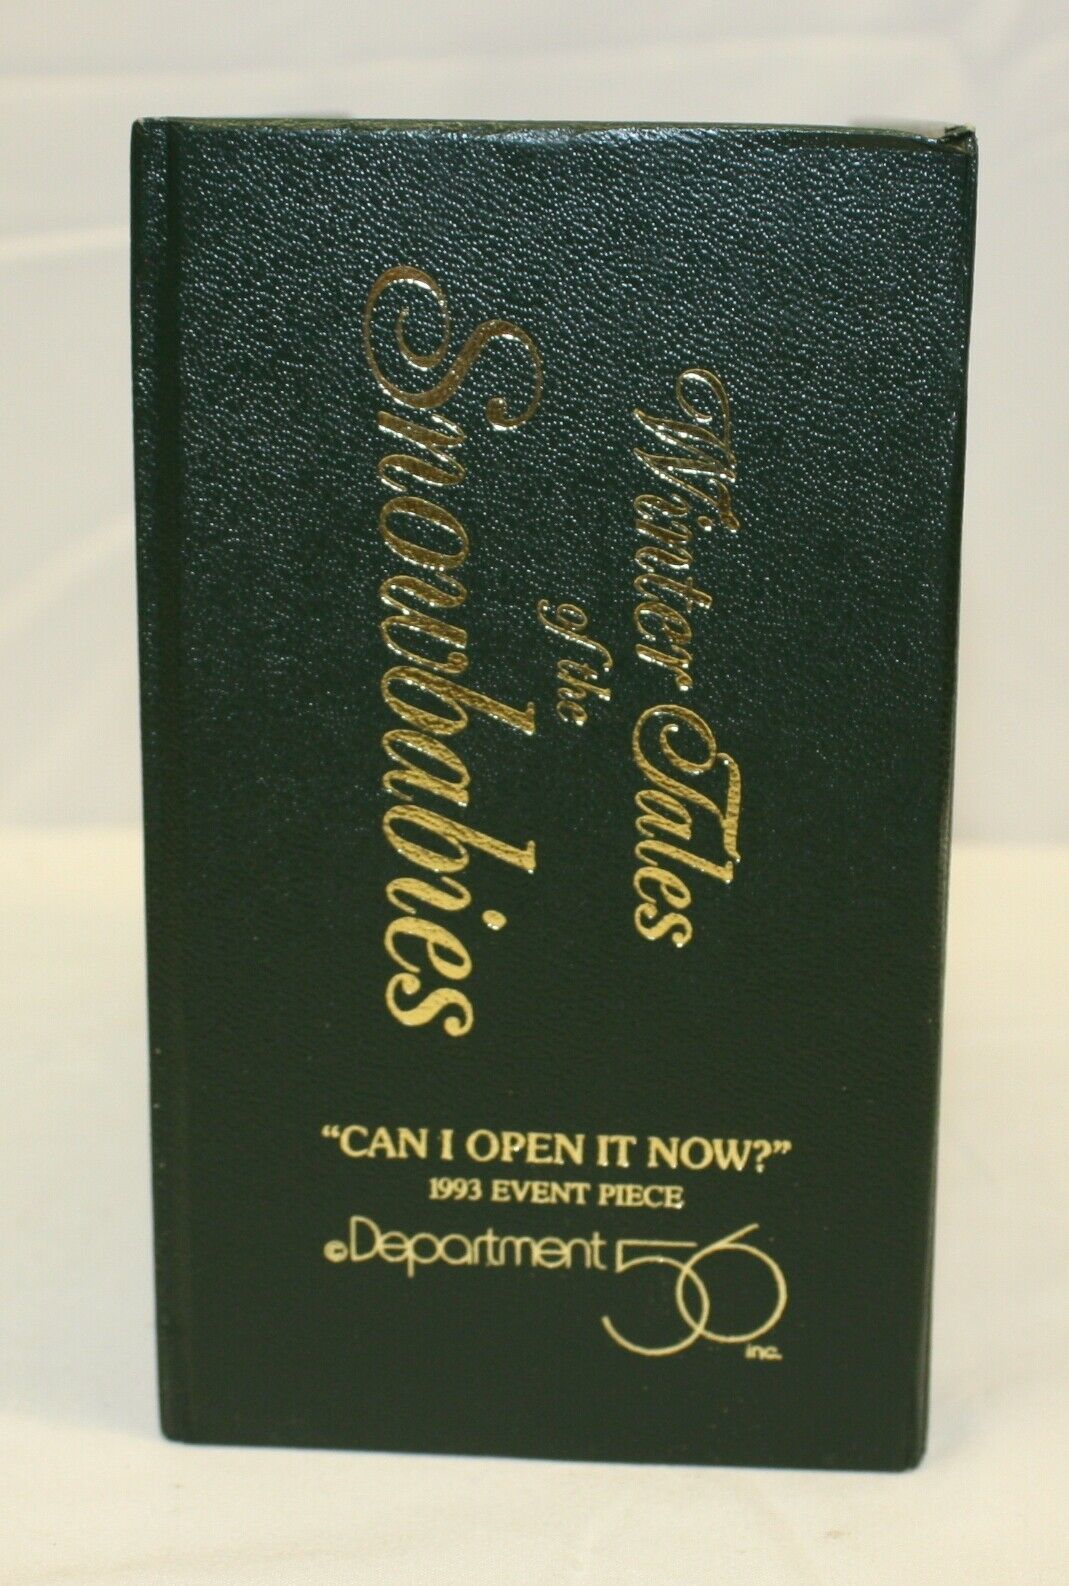 Winter Tales
of the
Snowbabies
"CAN I OPEN IT NOW?"
1993 EVENT PIECE
©Department 56
inc.